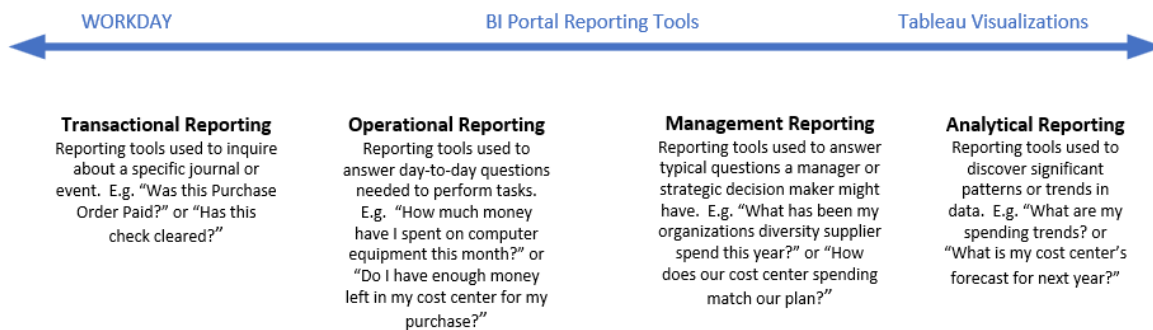 WORKDAY
BI Portal Reporting Tools
Tableau Visualizations
Transactional Reporting
Reporting tools used to inquire
about a specific journal or
event. E.g. “Was this Purchase
Order Paid?” or “Has this
check cleared?”
Operational Reporting
Reporting tools used to
answer day-to-day questions
needed to perform tasks.
E.g. “How much money
have I spent on computer
equipment this month?” or
“Do I have enough money
left in my cost center for my
purchase?”
Management Reporting
Reporting tools used to answer
typical questions a manager or
strategic decision maker might
have. E.g. “What has been my
organizations diversity supplier
spend this year?” or “How
does our cost center spending
match our plan?”
Analytical Reporting
Reporting tools used to
discover significant
patterns or trends in
data. E.g. “What are my
spending trends? or
“What is my cost center’s
forecast for next year?”